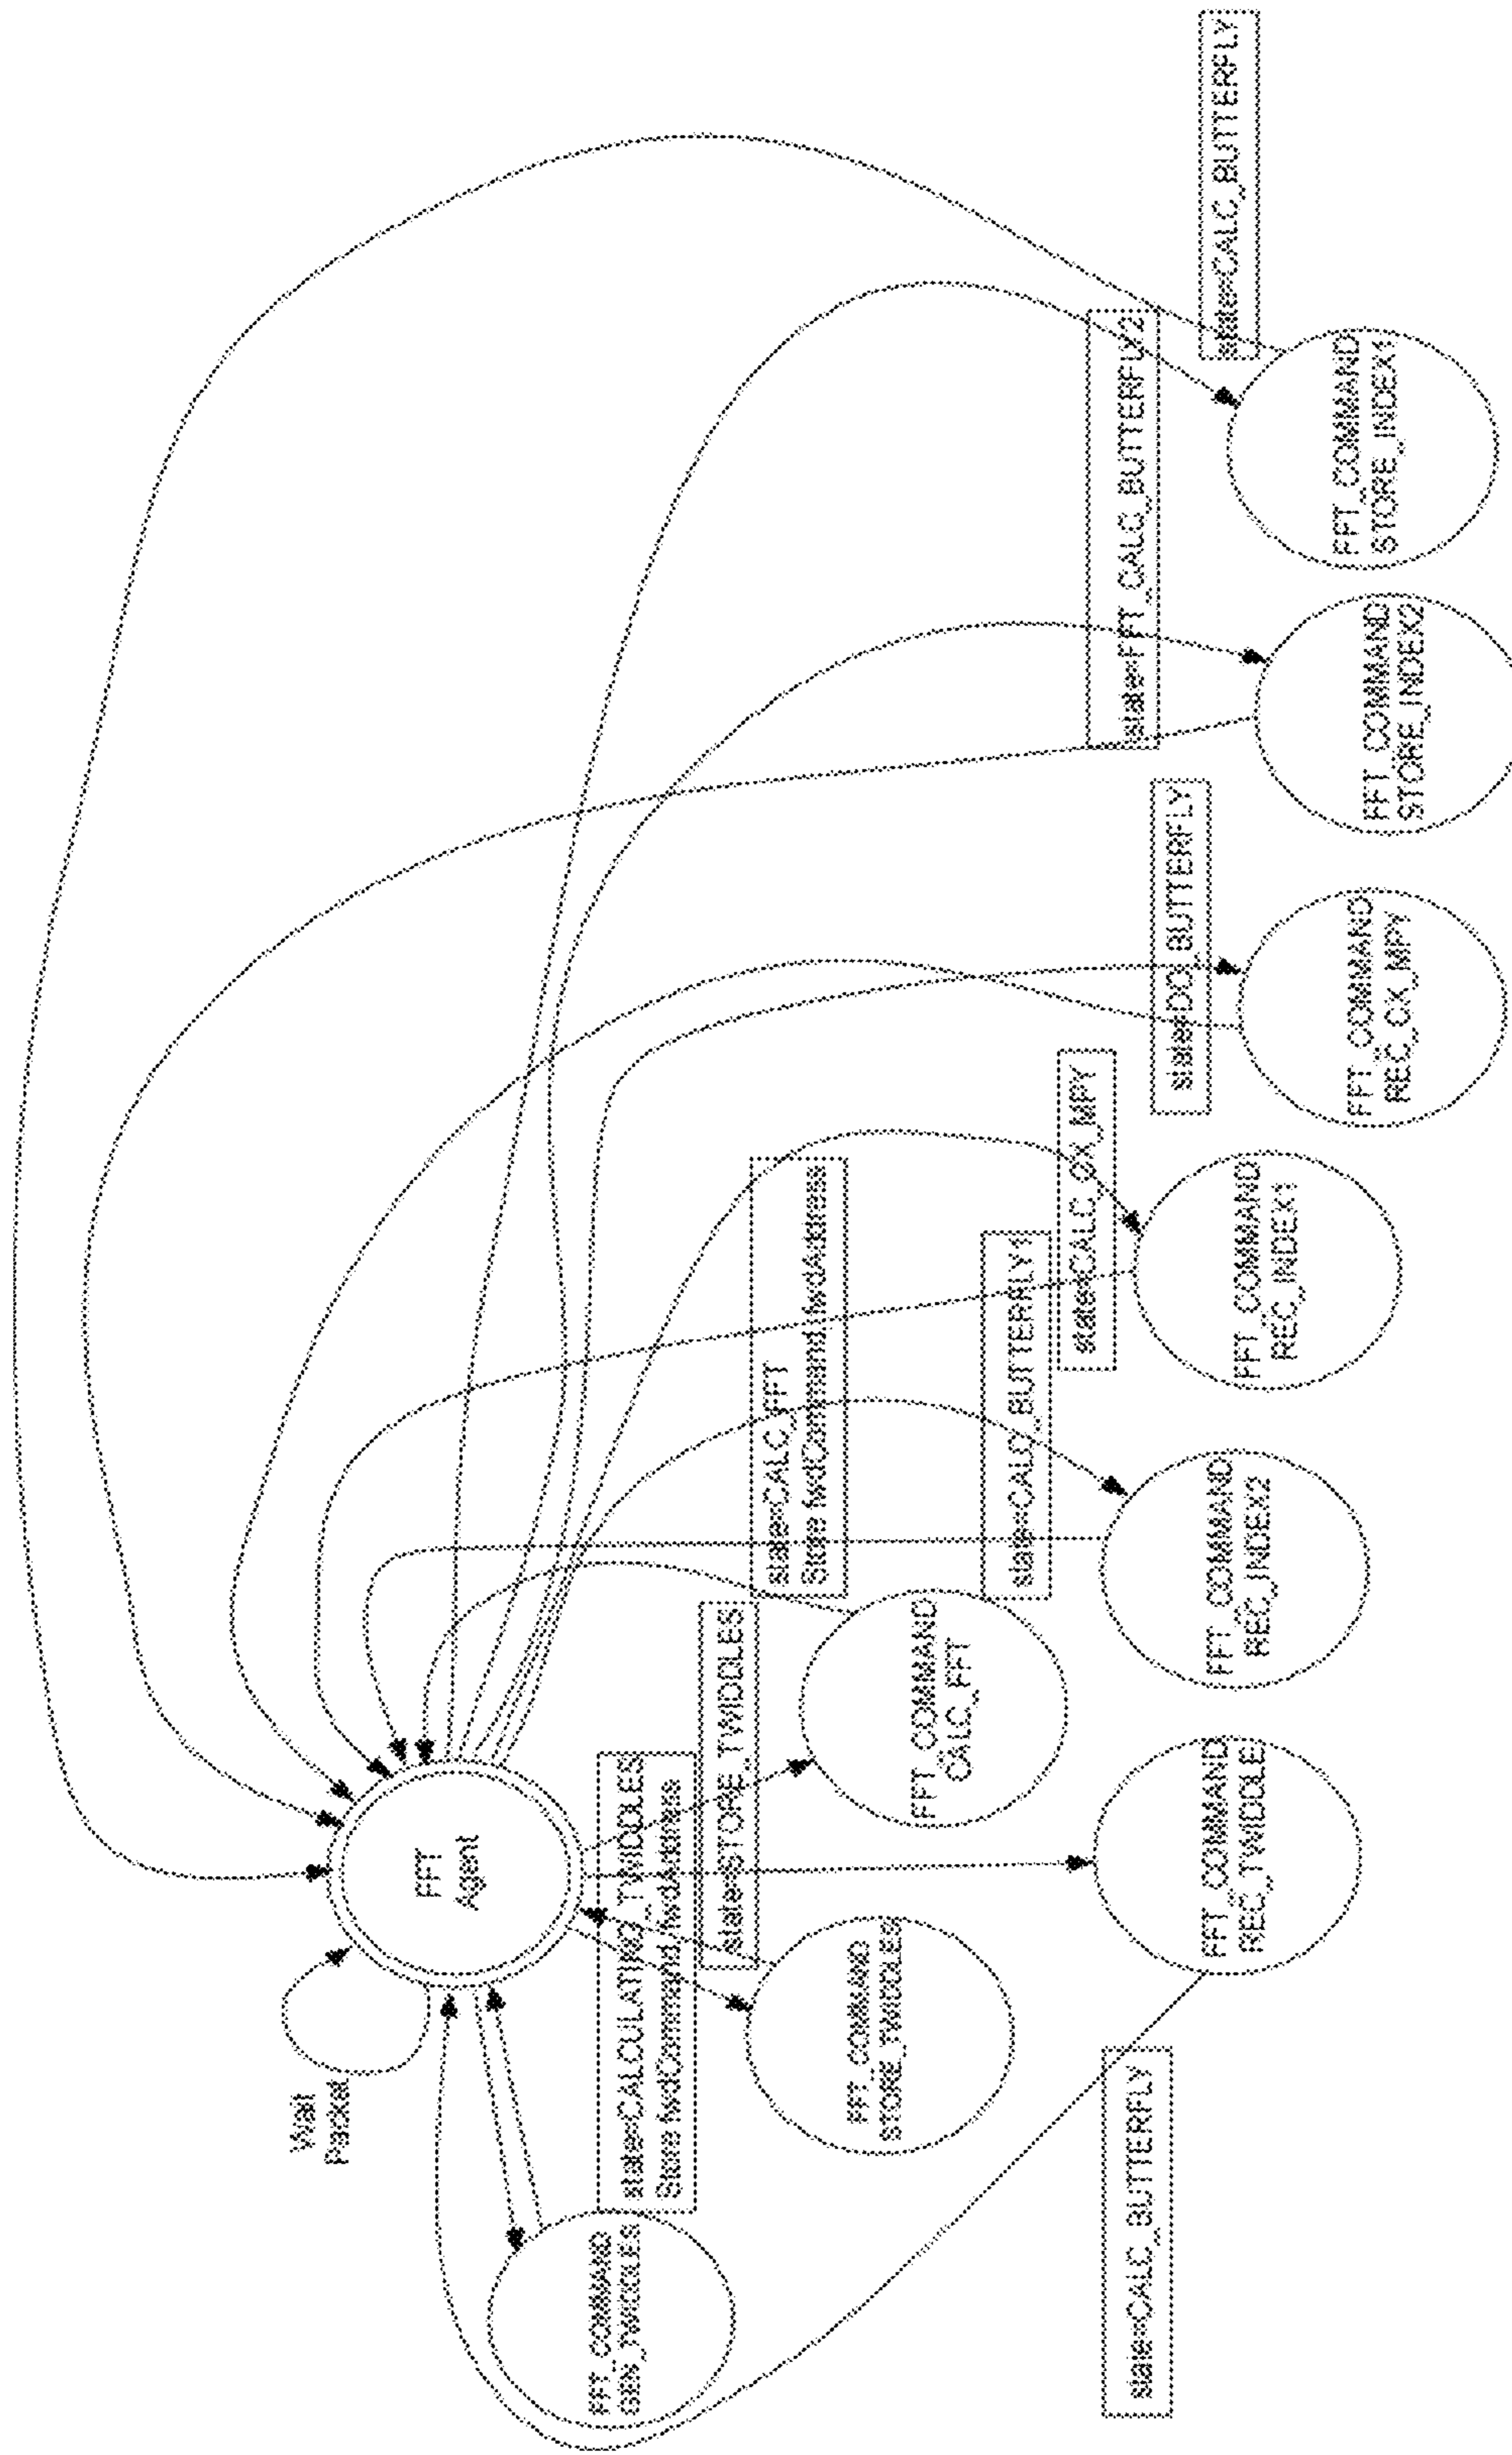 Wait
Packet
FFT
Agent
FFT_COMMAND
GEN_TWIDDLES
state=CALCULATING_TWIDDLES
Store fwdCommand,fwdAddress
FFT_COMMAND
STORE_TWIDDLES
state=STORE_TWIDDLES
FFT_COMMAND
CALC_FFT
state=CALC_FFT
Store fwdCommand,fwdAddress
FFT_COMMAND
REC_TWIDDLE
state=CALC_BUTTERFLY
FFT_COMMAND
REC_INDEX2
state=CALC_BUTTERFLY1
FFT_COMMAND
REC_INDEX1
state=CALC_CX_MPY
FFT_COMMAND
REC_CX_MPY
state=DO_BUTTERFLY
FFT_COMMAND
STORE_INDEX2
state=FFT_CALC_BUTTERFLY2
FFT_COMMAND
STORE_INDEX1
state=CALC_BUTTERFLY